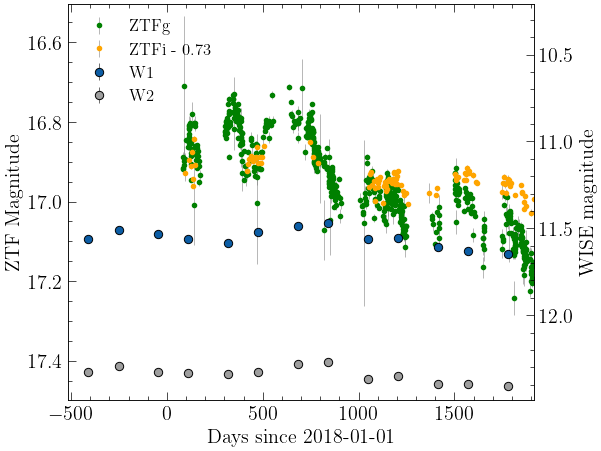 ZTFg
ZTFi - 0.73
W1
W2
16.6
16.8
17.0
17.2
17.4
ZTF Magnitude
10.5
11.0
11.5
12.0
WISE magnitude
−500 0 500 1000 1500
Days since 2018-01-01